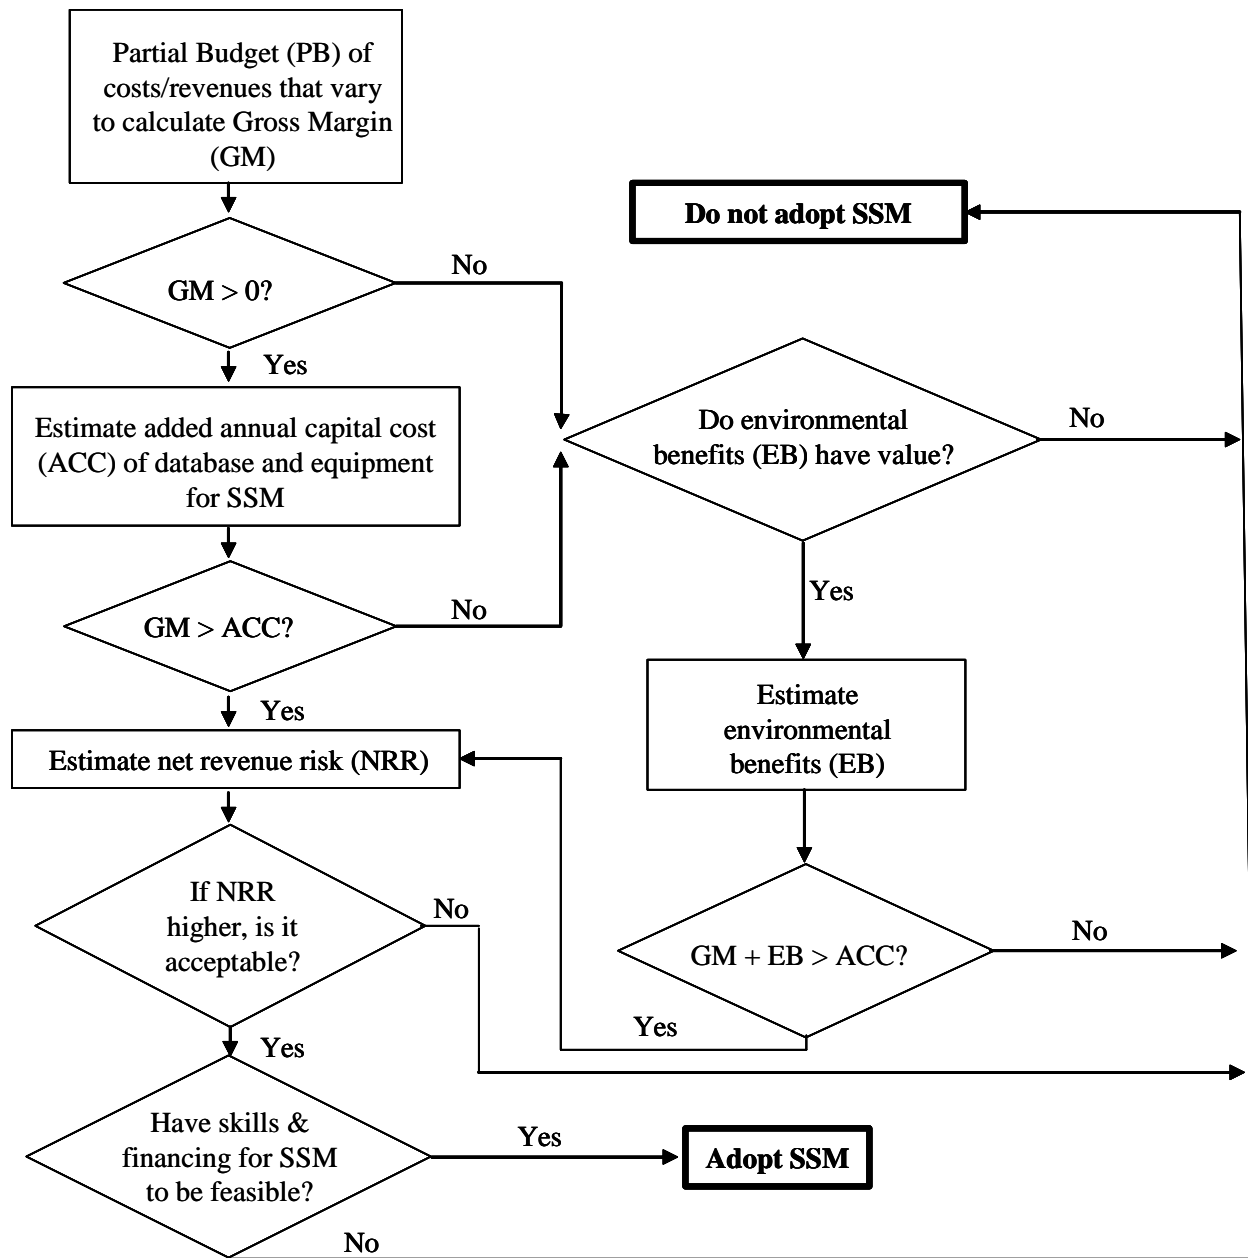 Partial Budget (PB) of
costs/revenues that vary
to calculate Gross Margin
(GM)
Do not adopt SSM
No
GM > 0?
Yes
Estimate added annual capital cost
(ACC) of database and equipment
for SSM
Do environmental
benefits (EB) have value?
No
Yes
No
GM > ACC?
Yes
Estimate
environmental
benefits (EB)
Estimate net revenue risk (NRR)
If NRR
higher, is it
acceptable?
No
GM + EB > ACC?
No
Yes
Yes
Have skills &
financing for SSM
to be feasible?
Yes
Adopt SSM
No